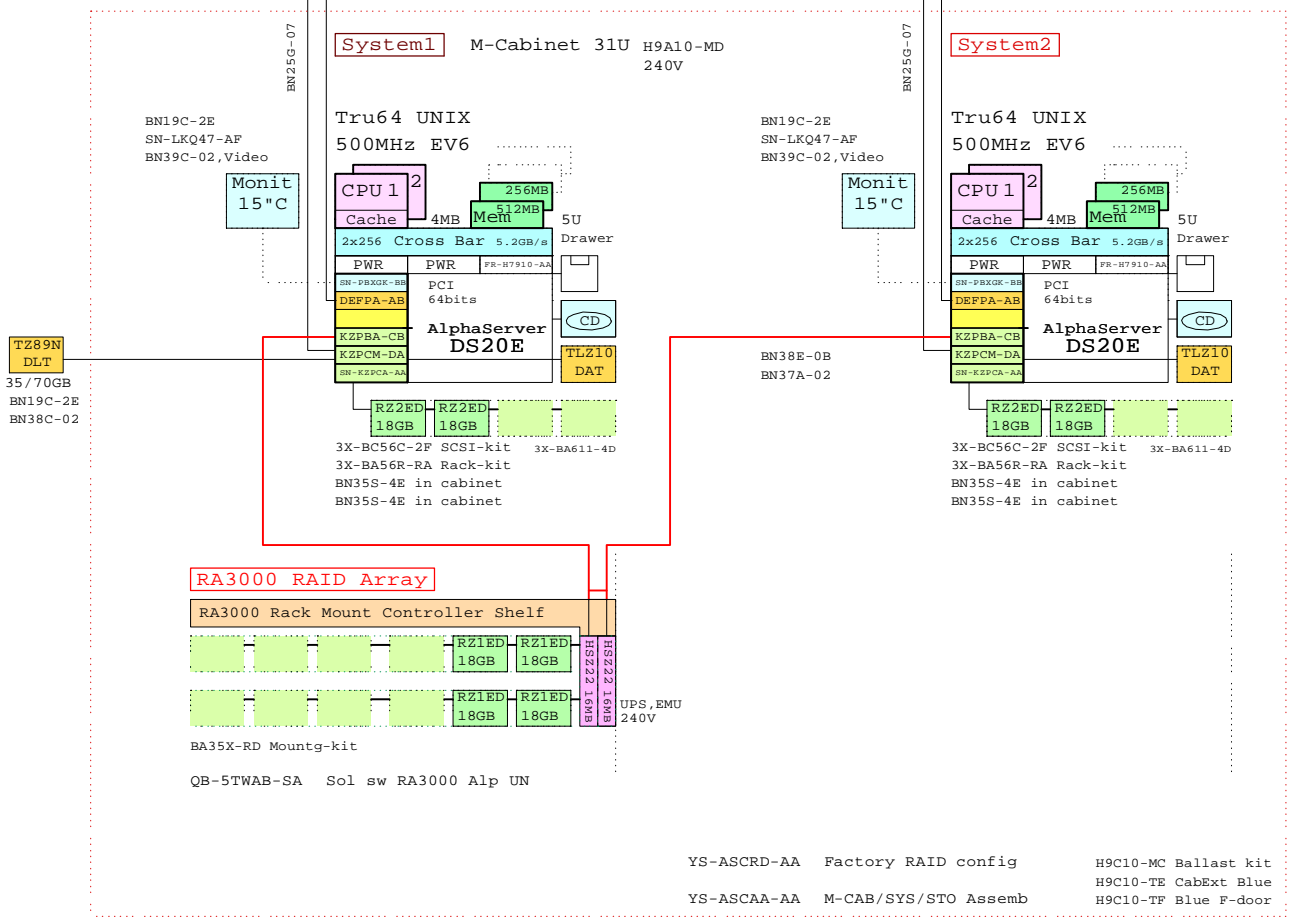 BN25G-07
System1
M-Cabinet 31U H9A10-MD
240V
BN25G-07
System2
BN19C-2E
SN-LKQ47-AF
BN39C-02,Video
Tru64 UNIX
500MHz EV6
Monit
15"C
CPU 1
2
Cache
4MB
256MB
512MB
Mem
5U
Drawer
2x256 Cross Bar 5.2GB/s
PWR
PWR
FR-H7910-AA
SN-PBXGK-BB
PCI
64bits
DEFPA-AB
CD
KZPBA-CB
AlphaServer
DS20E
KZPCM-DA
TLZ10
DAT
SN-KZPCA-AA
TZ89N
DLT
35/70GB
BN19C-2E
BN38C-02
RZ2ED
18GB
RZ2ED
18GB
3X-BC56C-2F SCSI-kit
3X-BA611-4D
3X-BA56R-RA Rack-kit
BN35S-4E in cabinet
BN35S-4E in cabinet
BN19C-2E
SN-LKQ47-AF
BN39C-02,Video
Tru64 UNIX
500MHz EV6
Monit
15"C
CPU 1
2
Cache
4MB
256MB
512MB
Mem
5U
Drawer
2x256 Cross Bar 5.2GB/s
PWR
PWR
FR-H7910-AA
SN-PBXGK-BB
PCI
64bits
DEFPA-AB
CD
KZPBA-CB
AlphaServer
DS20E
KZPCM-DA
TLZ10
DAT
SN-KZPCA-AA
BN38E-0B
BN37A-02
RZ2ED
18GB
RZ2ED
18GB
3X-BC56C-2F SCSI-kit
3X-BA611-4D
3X-BA56R-RA Rack-kit
BN35S-4E in cabinet
BN35S-4E in cabinet
RA3000 RAID Array
RA3000 Rack Mount Controller Shelf
RZ1ED
18GB
RZ1ED
18GB
RZ1ED
18GB
RZ1ED
18GB
HSZ22 16MB
HSZ22 16MB
UPS,EMU
240V
BA35X-RD Mountg-kit
QB-5TWAB-SA Sol sw RA3000 Alp UN
YS-ASCRD-AA Factory RAID config
YS-ASCAA-AA M-CAB/SYS/STO Assemb
H9C10-MC Ballast kit
H9C10-TE CabExt Blue
H9C10-TF Blue F-door